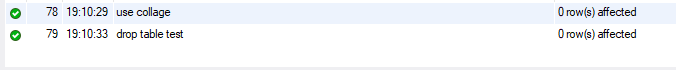 78 19:10:29 use collage 0 row(s) affected
79 19:10:33 drop table test 0 row(s) affected